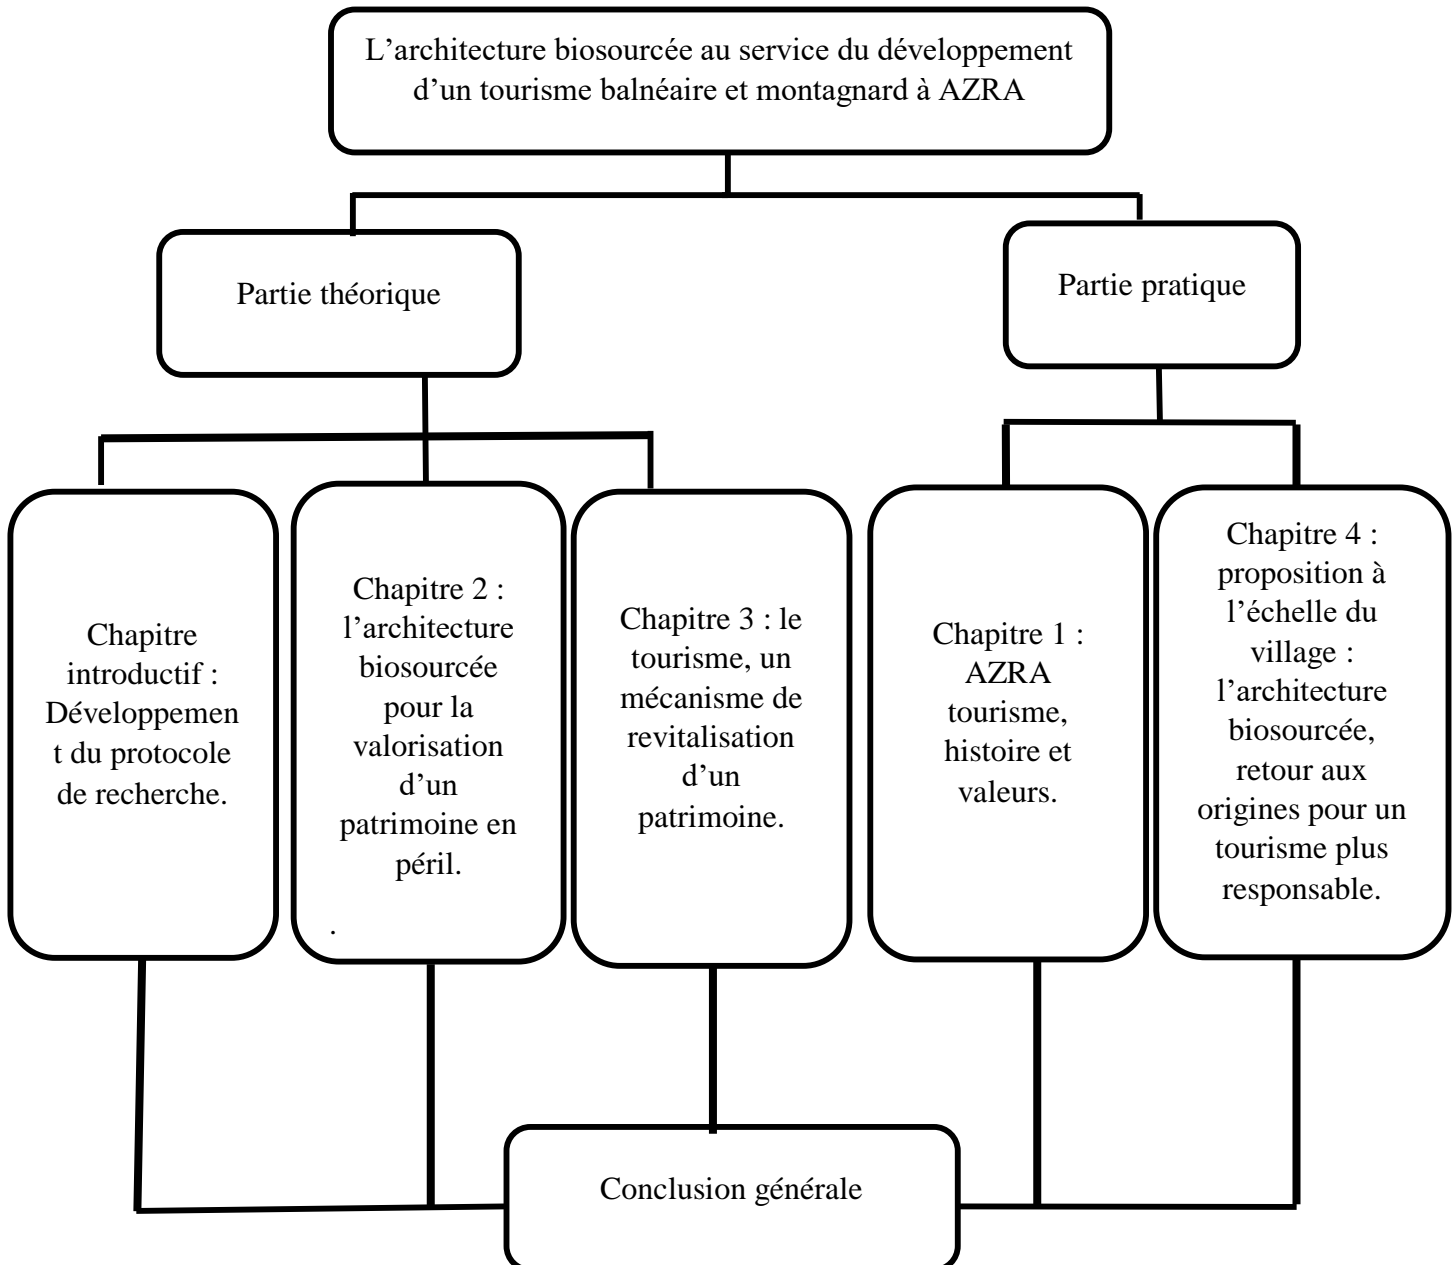 L’architecture biosourcée au service du développement
d’un tourisme balnéaire et montagnard à AZRA
Partie théorique
Partie pratique
Chapitre
introductif :
Développemen
t du protocole
de recherche.
Chapitre 2 :
l’architecture
biosourcée
pour la
valorisation
d’un
patrimoine en
péril.
.
Chapitre 3 : le
tourisme, un
mécanisme de
revitalisation
d’un
patrimoine.
Chapitre 1 :
AZRA
tourisme,
histoire et
valeurs.
Chapitre 4 :
proposition à
l’échelle du
village :
l’architecture
biosourcée,
retour aux
origines pour un
tourisme plus
responsable.
Conclusion générale